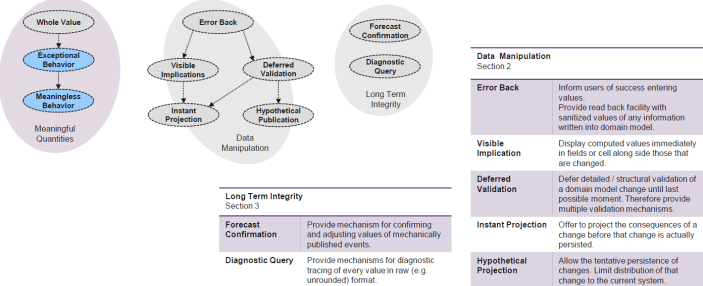 Whole Value
Exceptional
Behavior
Meaningless
Behavior
Meaningful
Quantities
Error Back
Visible
Implications
Deferred
Validation
Instant
Projection
Hypothetical
Publication
Data
Manipulation
Forecast
Confirmation
Diagnostic
Query
Long Term
Integrity
Data Manipulation
Section 2
Error Back
Inform users of success entering
values.
Provide read back facility with
sanitized values of any information
written into domain model.
Visible
Implication
Display computed values immediately
in fields or cell along side those that
are changed.
Deferred
Validation
Defer detailed / structural validation of
a domain model change until last
possible moment. Therefore provide
multiple validation mechanisms.
Instant Projection
Offer to project the consequences of a
change before that change is actually
persisted.
Hypothetical
Projection
Allow the tentative persistence of
changes. Limit distribution of that
change to the current system.
Long Term Integrity
Section 3
Forecast
Confirmation
Provide mechanism for confirming
and adjusting values of mechanically
published events.
Diagnostic Query
Provide mechanisms for diagnostic
tracing of every value in raw (e.g.
unrounded) format.